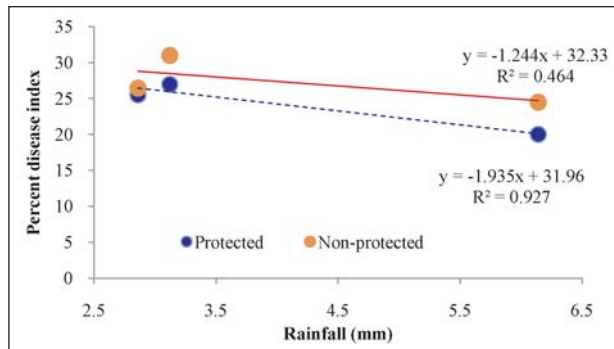 35
30
25
20
15
10
5
0
Percent disease index
y = -1.244x + 32.33
R² = 0.464
y = -1.935x + 31.96
R² = 0.927
Protected
Non-protected
2.5 3.5 4.5 5.5 6.5
Rainfall (mm)